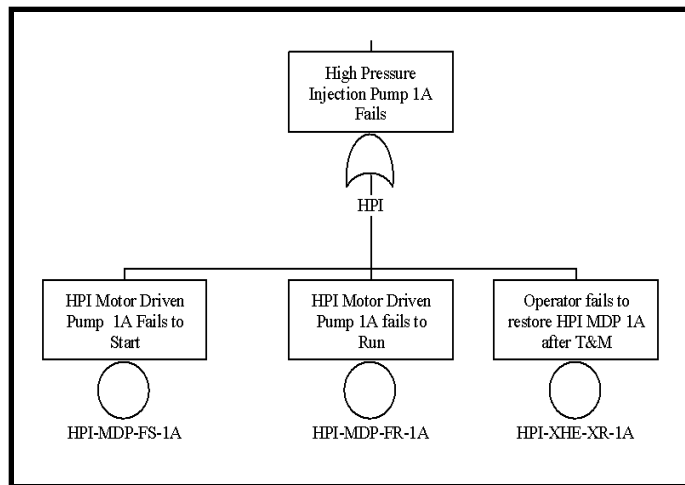 High Pressure
Injection Pump 1A
Fails
HPI
HPI Motor Driven
Pump 1A Fails to
Start
HPI Motor Driven
Pump 1A fails to
Run
Operator fails to
restore HPI MDP 1A
after T&M
HPI-MDP-FS-1A
HPI-MDP-FR-1A
HPI-XHE-XR-1A